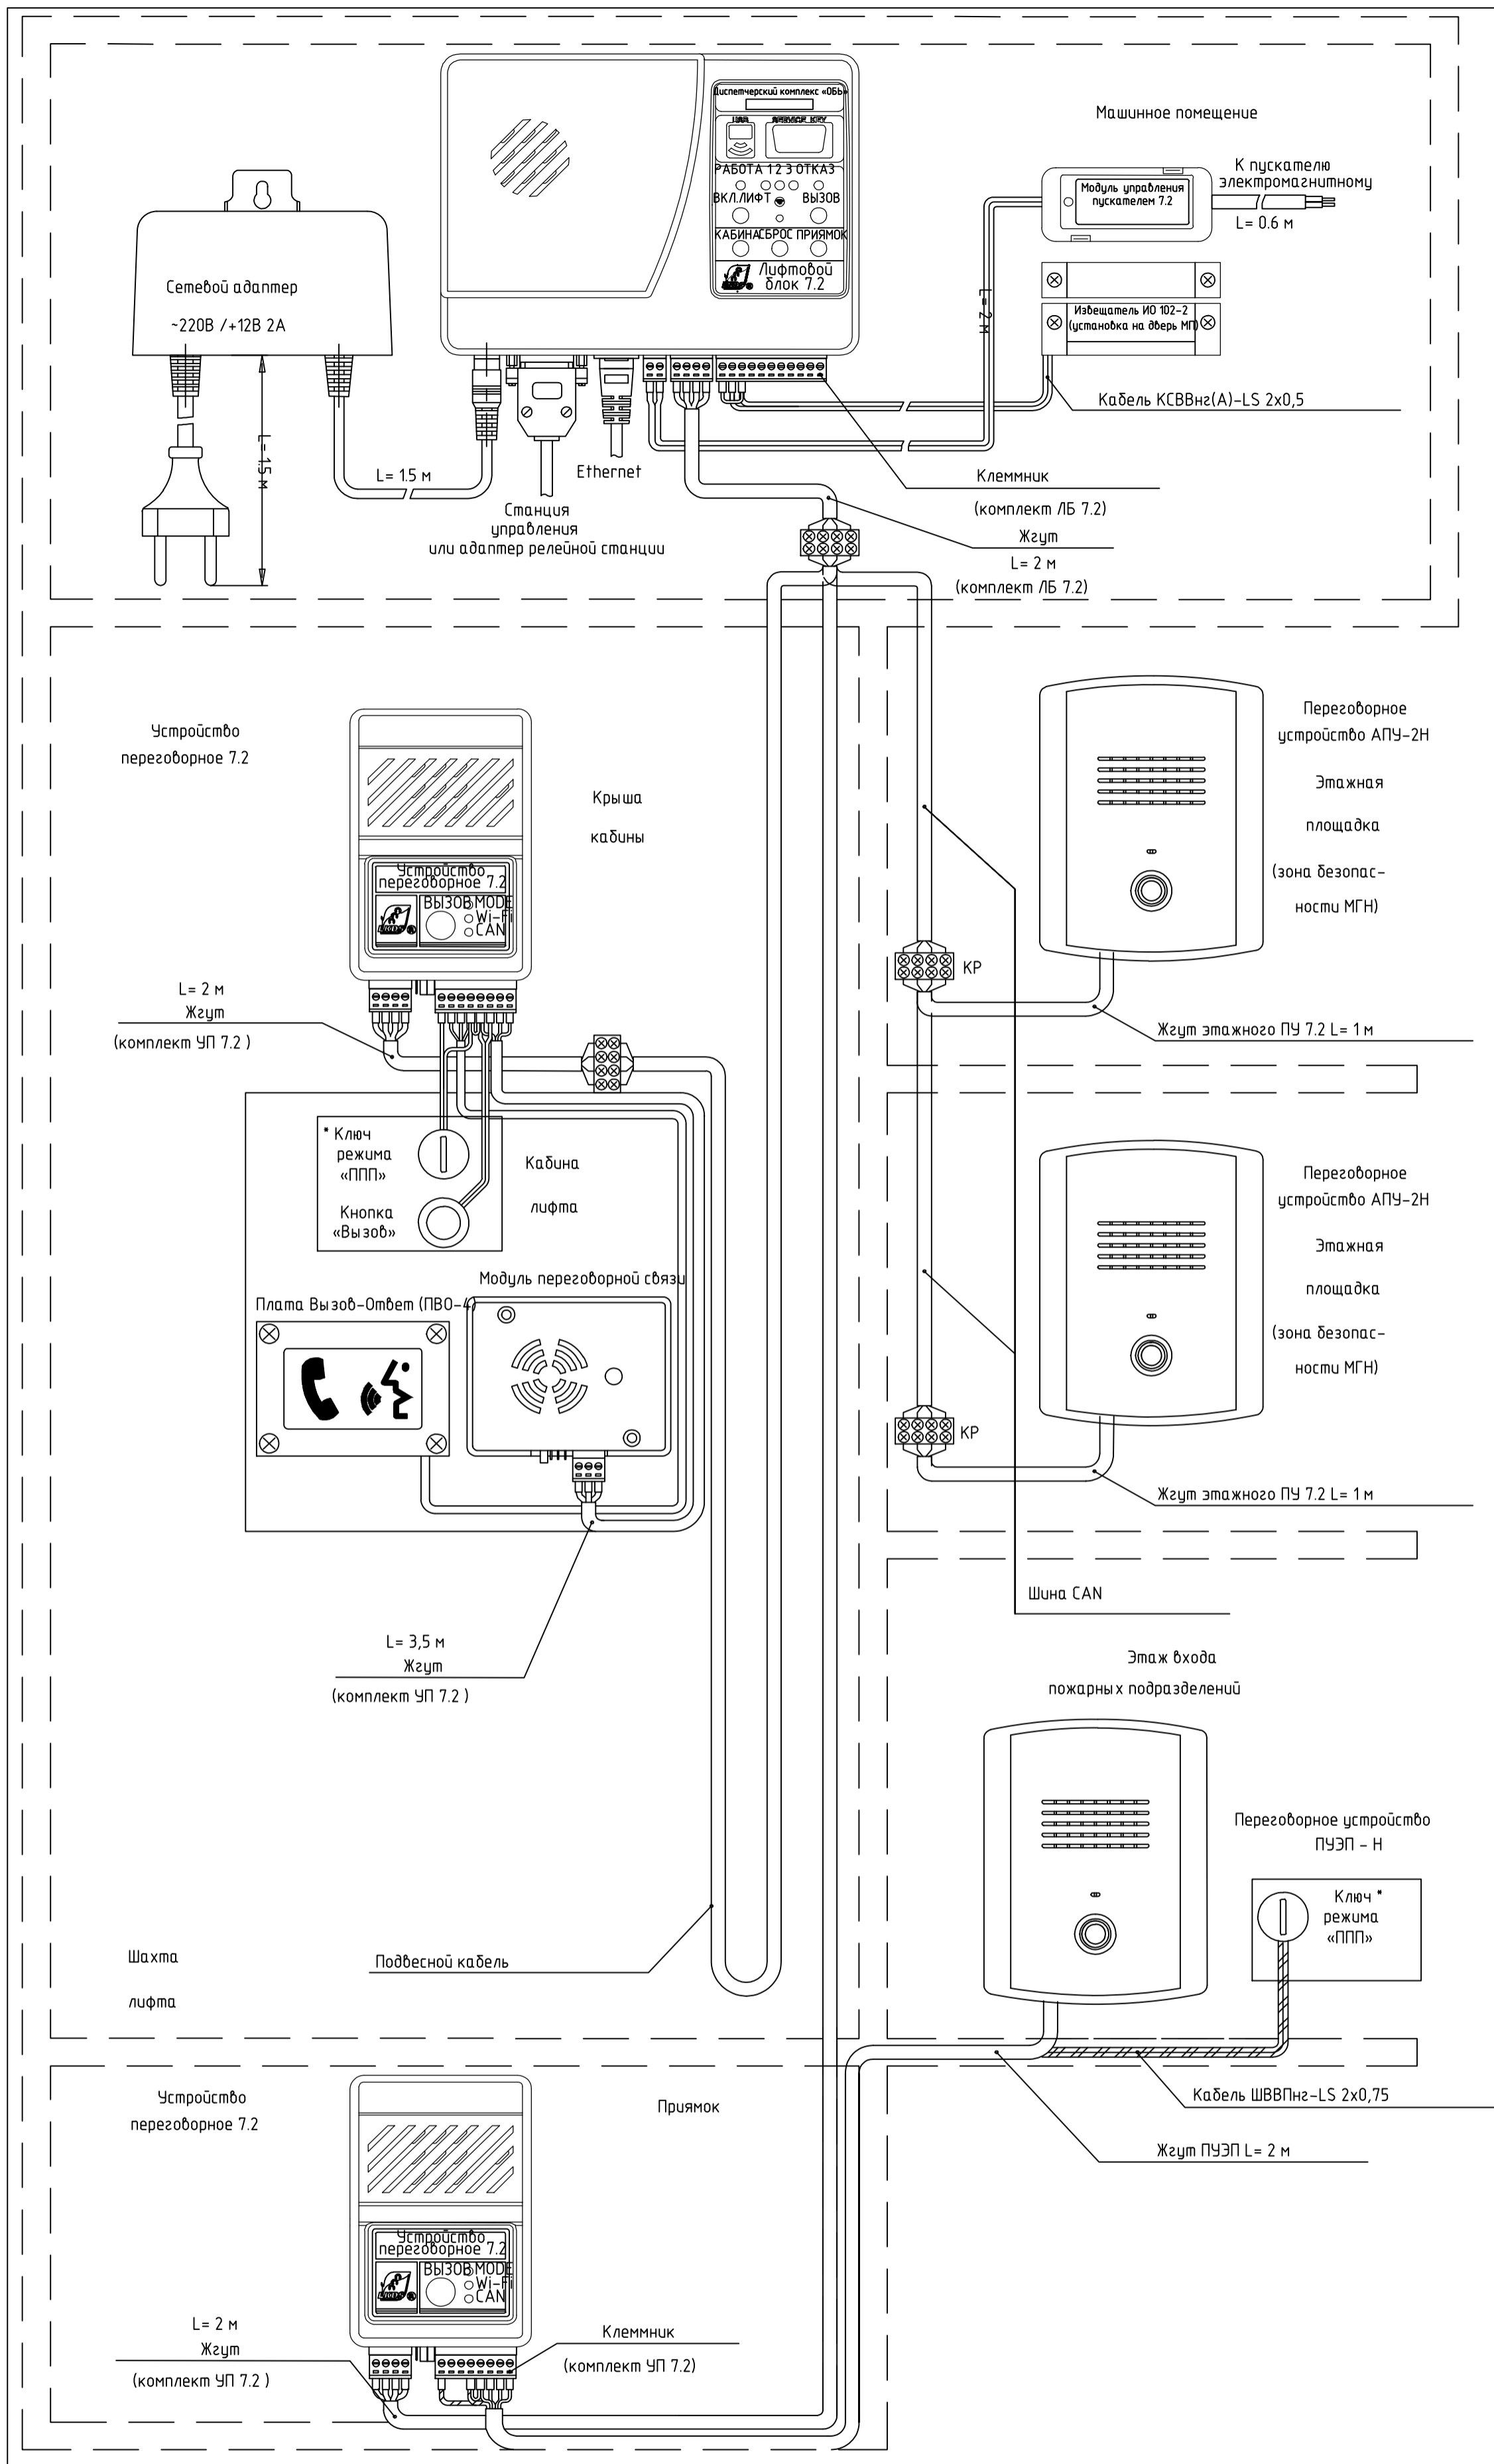 Диспетчерский комплекс «ОБЬ»
USB
SERVICE KEY
РАБОТА 1 2 3 ОТКАЗ
ВКЛ.ЛИФТ
ВЫЗОВ
КАБИНА
СБРОС
ПРИЯМОК
Лифтовой
блок 7.2
Машинное помещение
К пускателю
электромагнитному
L= 0.6 м
Модуль управления
пускателем 7.2
Извещатель ИО 102-2
(установка на дверь МП)
L= 2 м
Кабель КСВВнг(А)-LS 2х0,5
Сетевой адаптер
~220В /+12В 2А
L= 1.5 м
L= 1.5 м
Ethernet
Станция
управления
или адаптер релейной станции
Клеммник
(комплект ЛБ 7.2)
Жгут
L= 2 м
(комплект ЛБ 7.2)
Устройство
переговорное 7.2
Крыша
кабины
Устройство
переговорное 7.2
ВЫЗОВ
MODE
Wi-Fi
CAN
L= 2 м
Жгут
(комплект УП 7.2 )
* Ключ
режима
«ППП»
Кнопка
«Вызов»
Кабина
лифта
Модуль переговорной связи
Плата Вызов-Ответ (ПВО-4)
L= 3,5 м
Жгут
(комплект УП 7.2 )
Переговорное
устройство АПУ-2Н
Этажная
площадка
(зона безопас-
ности МГН)
КР
Жгут этажного ПУ 7.2 L= 1 м
Переговорное
устройство АПУ-2Н
Этажная
площадка
(зона безопас-
ности МГН)
КР
Жгут этажного ПУ 7.2 L= 1 м
Шина CAN
Этаж входа
пожарных подразделений
Переговорное устройство
ПУЭП - Н
Ключ *
режима
«ППП»
Шахта
лифта
Подвесной кабель
Кабель ШВВПнг-LS 2х0,75
Жгут ПУЭП L= 2 м
Устройство
переговорное 7.2
Приямок
Устройство
переговорное 7.2
ВЫЗОВ
MODE
Wi-Fi
CAN
L= 2 м
Жгут
(комплект УП 7.2 )
Клеммник
(комплект УП 7.2)